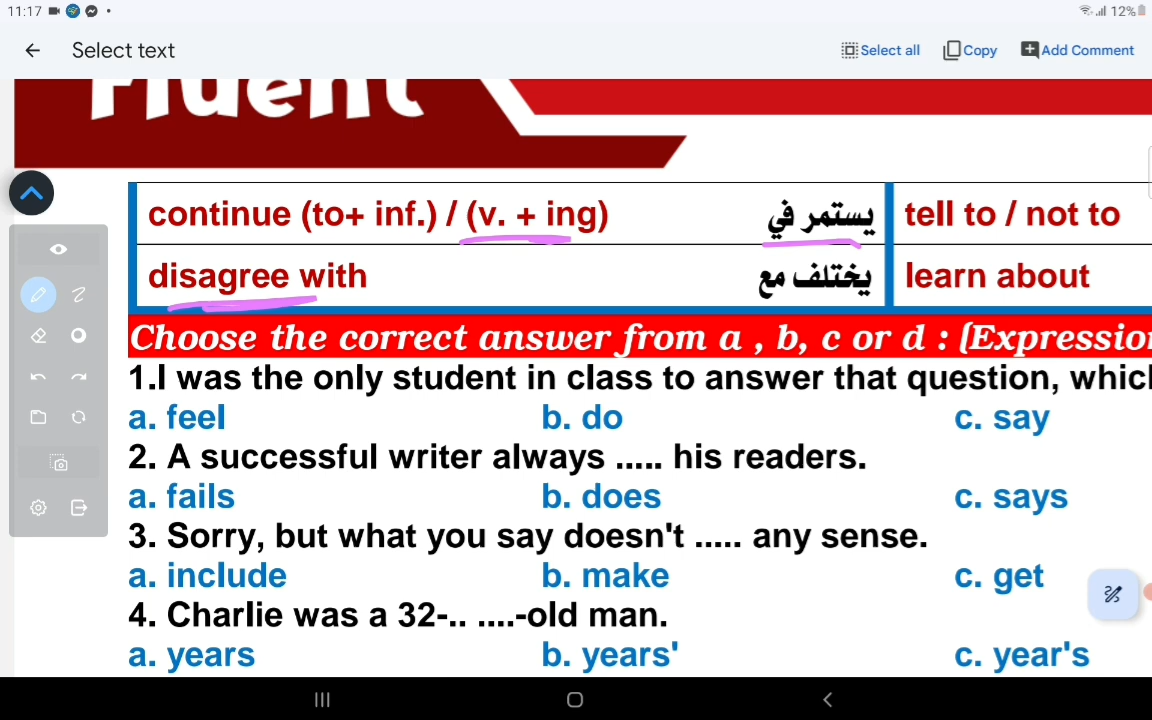 11:17 12%
Select text Select all Copy Add Comment
Fluent
continue (to+ inf.) / (v. + ing) يستمر في tell to / not to
disagree with يختلف مع learn about
Choose the correct answer from a , b, c or d : (Expressio
1.I was the only student in class to answer that question, which
a. feel b. do c. say
2. A successful writer always ..... his readers.
a. fails b. does c. says
3. Sorry, but what you say doesn't ..... any sense.
a. include b. make c. get
4. Charlie was a 32-.. ....-old man.
a. years b. years' c. year's